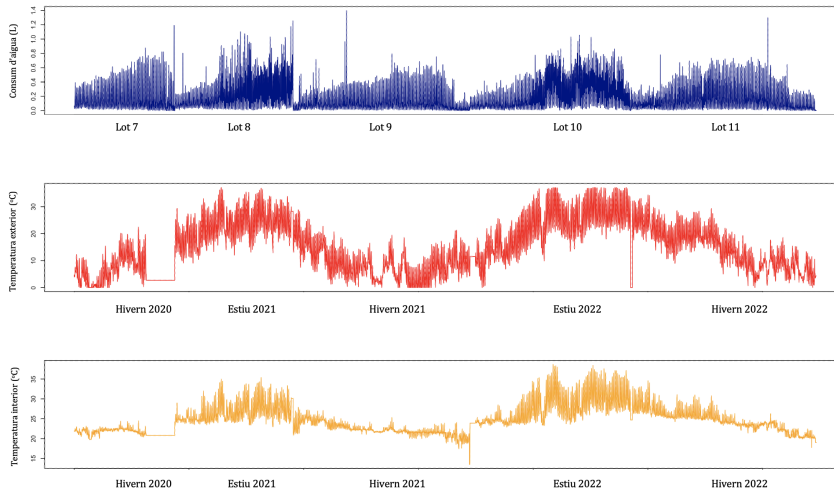 Consum d'aigua (L)
1.4
1.2
1.0
0.8
0.6
0.4
0.2
0.0
Lot 7 Lot 8 Lot 9 Lot 10 Lot 11
Temperatura exterior (ºC)
30
20
10
0
Hivern 2020 Estiu 2021 Hivern 2021 Estiu 2022 Hivern 2022
Temperatura interior (ºC)
35
30
25
20
15
Hivern 2020 Estiu 2021 Hivern 2021 Estiu 2022 Hivern 2022